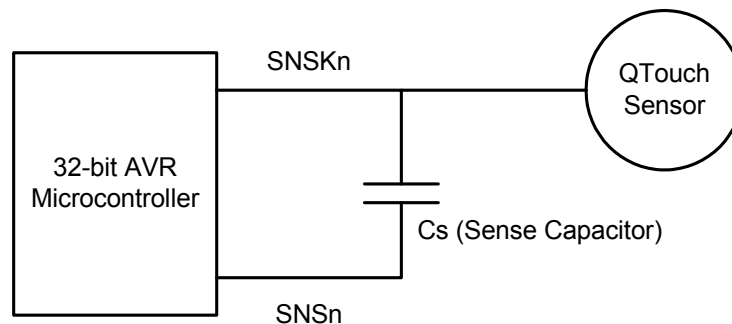 SNSKn
QTouch
Sensor
32-bit AVR
Microcontroller
Cs (Sense Capacitor)
SNSn